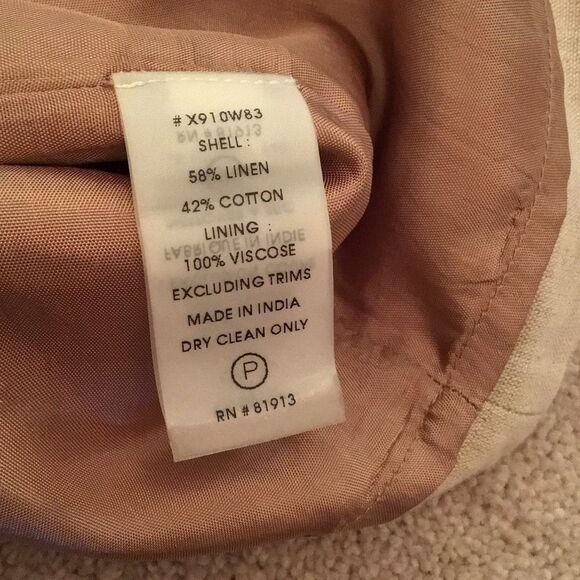 # X910W83
SHELL :
58% LINEN
42% COTTON
LINING :
100% VISCOSE
EXCLUDING TRIMS
MADE IN INDIA
DRY CLEAN ONLY
P
RN # 81913